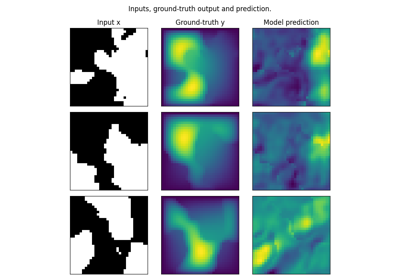 Inputs, ground-truth output and prediction.
Input x
Ground-truth y
Model prediction